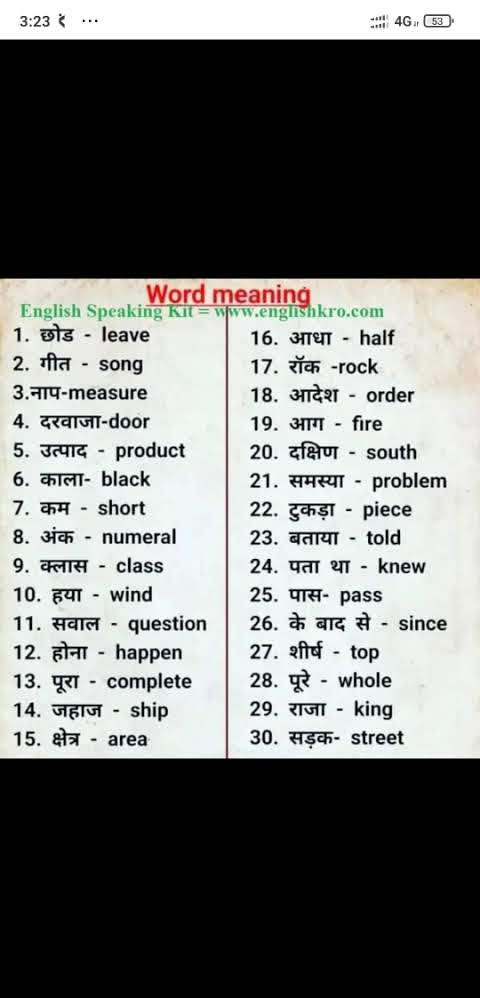 3:23
4G
53
Word meaning
English Speaking Kit = www.englishkro.com
1. छोड - leave
2. गीत - song
3.नाप-measure
4. दरवाजा-door
5. उत्पाद - product
6. काला- black
7. कम - short
8. अंक - numeral
9. क्लास - class
10. हया - wind
11. सवाल - question
12. होना - happen
13. पूरा - complete
14. जहाज - ship
15. क्षेत्र - area
16. आधा - half
17. रॉक -rock
18. आदेश - order
19. आग - fire
20. दक्षिण - south
21. समस्या - problem
22. टुकड़ा - piece
23. बताया - told
24. पता था - knew
25. पास- pass
26. के बाद से - since
27. शीर्ष - top
28. पूरे - whole
29. राजा - king
30. सड़क- street